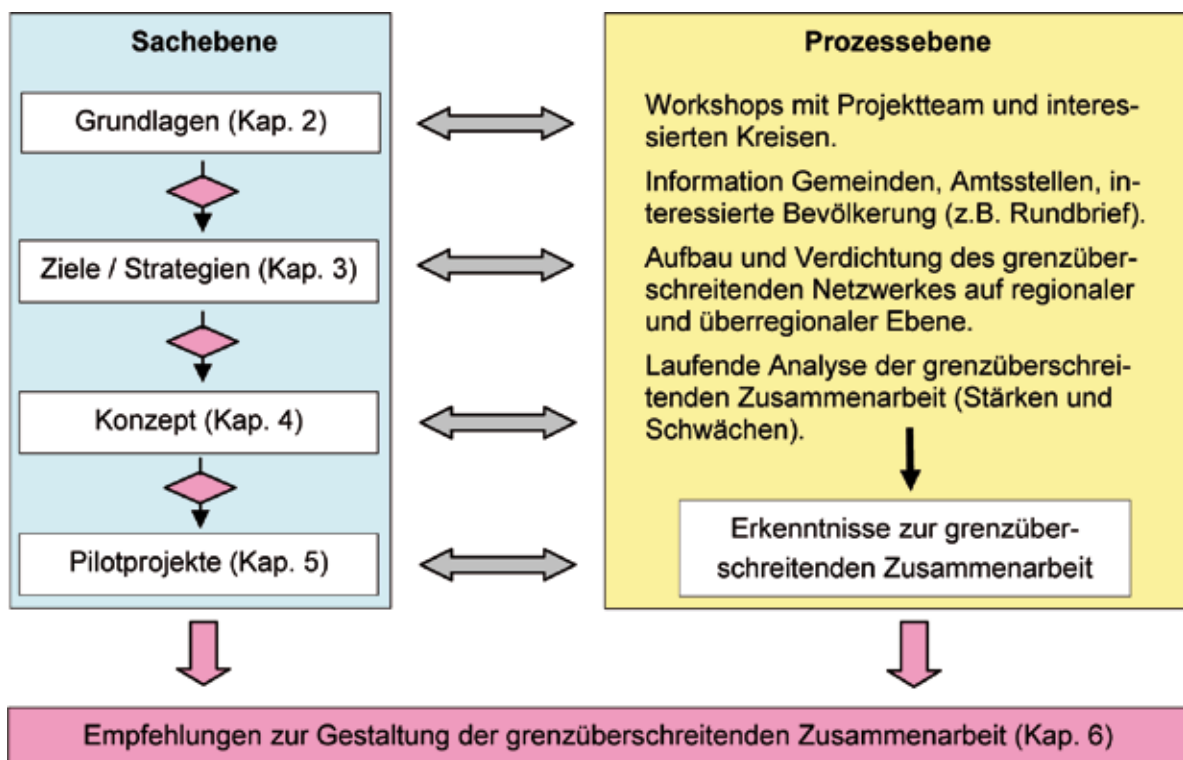 Sachebene
Grundlagen (Kap. 2)
Ziele / Strategien (Kap. 3)
Konzept (Kap. 4)
Pilotprojekte (Kap. 5)
Prozessebene
Workshops mit Projektteam und interes-
sierten Kreisen.
Information Gemeinden, Amtsstellen, in-
teressierte Bevölkerung (z.B. Rundbrief).
Aufbau und Verdichtung des grenzüber-
schreitenden Netzwerkes auf regionaler
und überregionaler Ebene.
Laufende Analyse der grenzüberschrei-
tenden Zusammenarbeit (Stärken und
Schwächen).
Erkenntnisse zur grenzüber-
schreitenden Zusammenarbeit
Empfehlungen zur Gestaltung der grenzüberschreitenden Zusammenarbeit (Kap. 6)